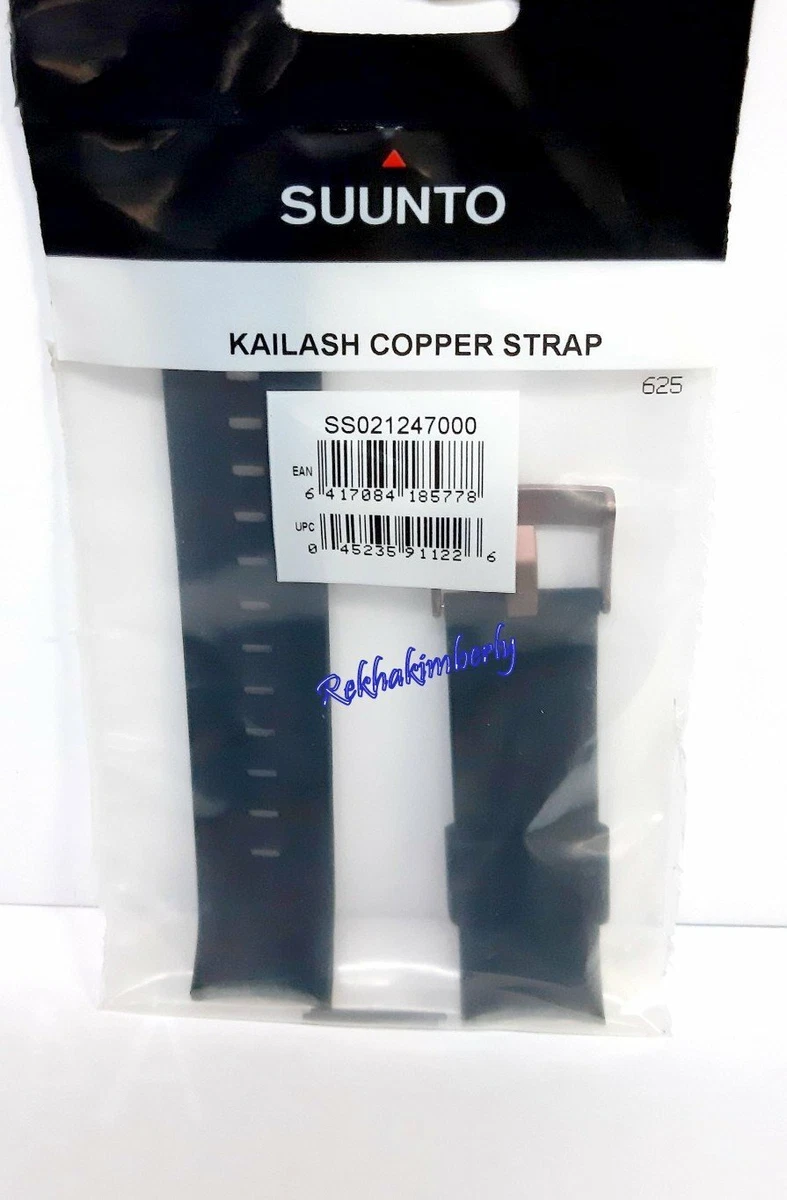 SUUNTO
KAILASH COPPER STRAP
625
SS021247000
EAN
6 417084 185778
UPC
0 45235 91122 6
Rekhakimberly